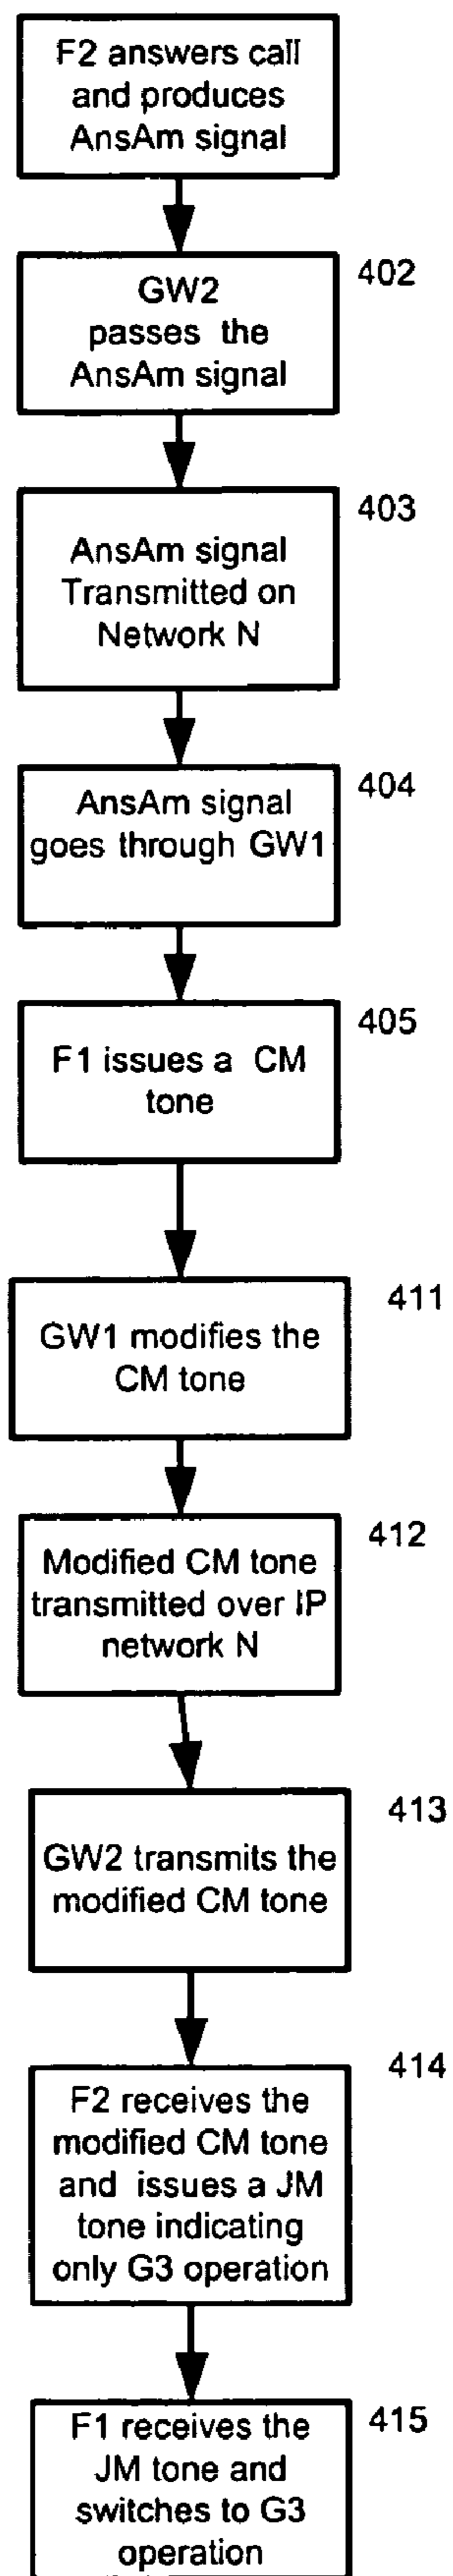 F2 answers call
and produces
AnsAm signal
402
GW2
passes the
AnsAm signal
403
AnsAm signal
Transmitted on
Network N
404
AnsAm signal
goes through GW1
405
F1 issues a CM
tone
411
GW1 modifies the
CM tone
412
Modified CM tone
transmitted over IP
network N
413
GW2 transmits the
modified CM tone
414
F2 receives the
modified CM tone
and issues a JM
tone indicating
only G3 operation
415
F1 receives the
JM tone and
switches to G3
operation